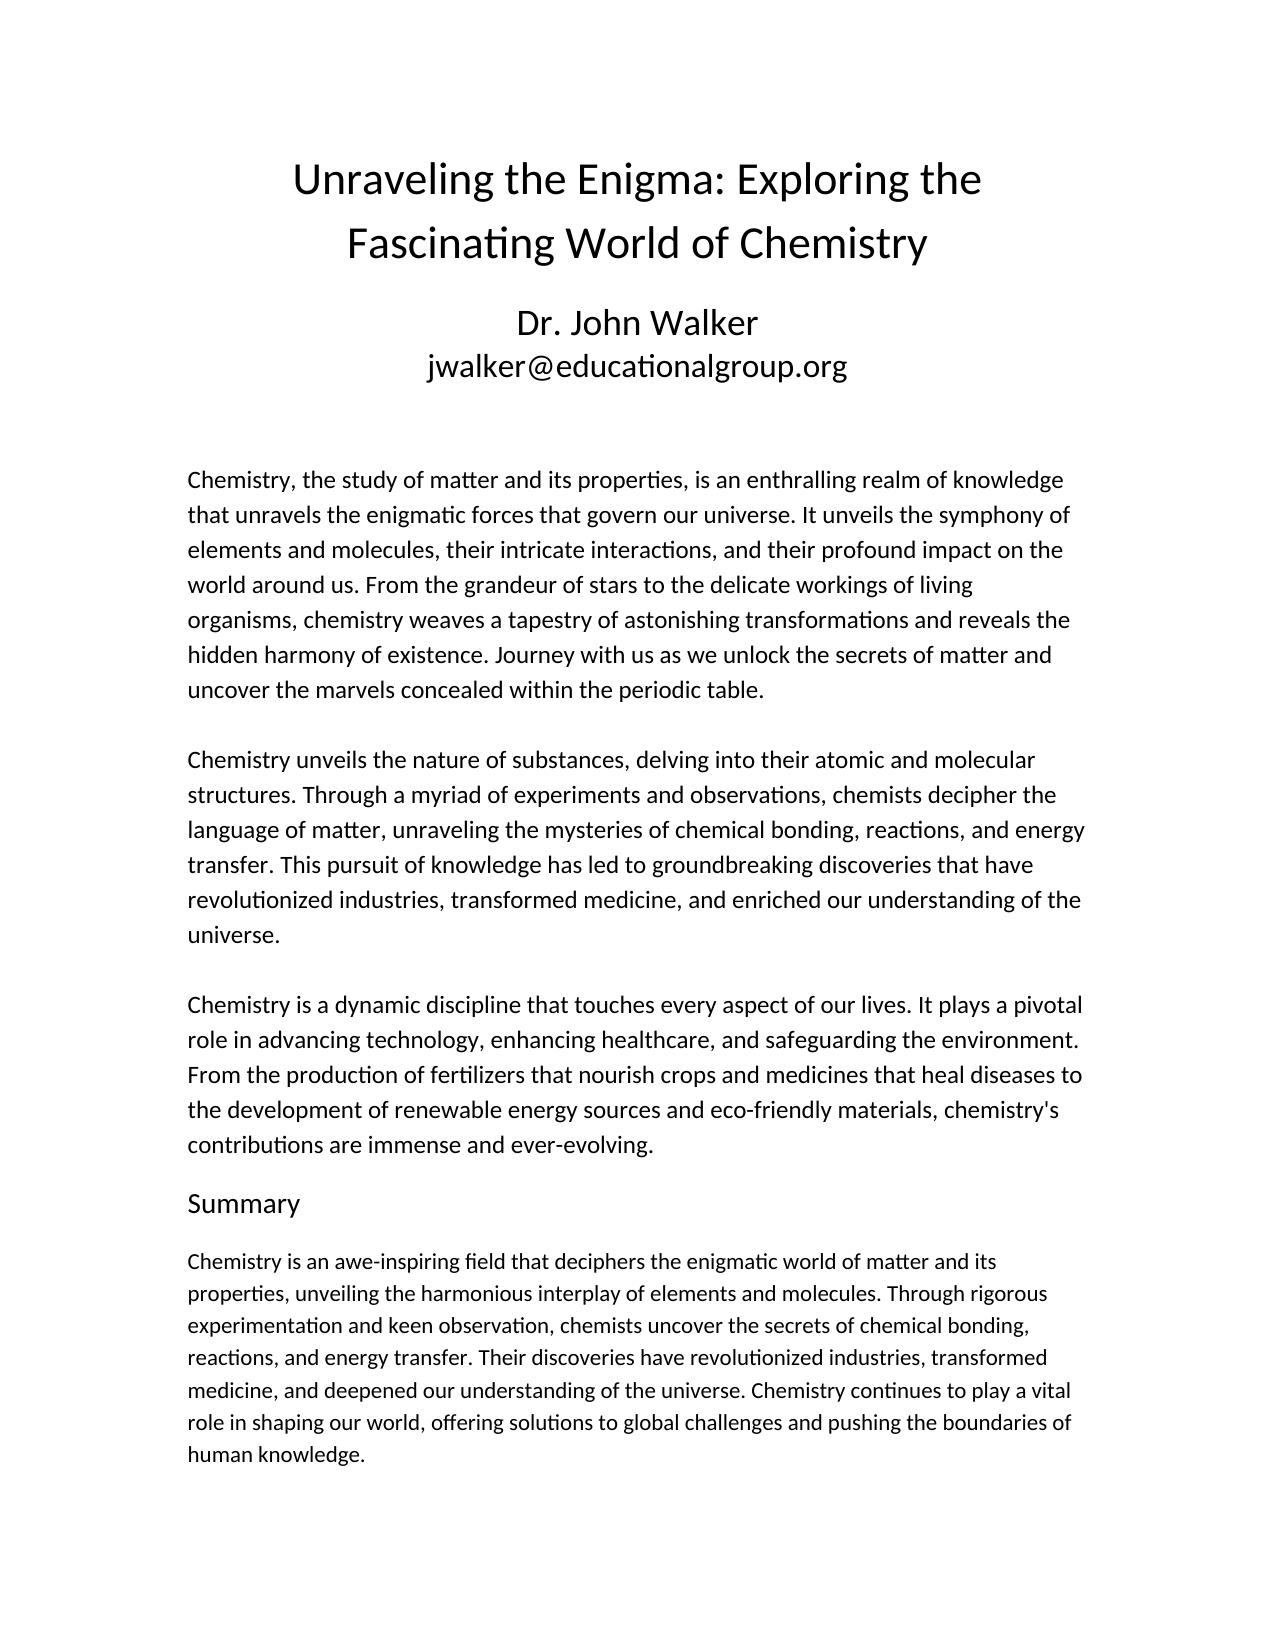 Unraveling the Enigma: Exploring the
Fascinating World of Chemistry
Dr. John Walker
jwalker@educationalgroup.org
Chemistry, the study of matter and its properties, is an enthralling realm of knowledge
that unravels the enigmatic forces that govern our universe. It unveils the symphony of
elements and molecules, their intricate interactions, and their profound impact on the
world around us. From the grandeur of stars to the delicate workings of living
organisms, chemistry weaves a tapestry of astonishing transformations and reveals the
hidden harmony of existence. Journey with us as we unlock the secrets of matter and
uncover the marvels concealed within the periodic table.
Chemistry unveils the nature of substances, delving into their atomic and molecular
structures. Through a myriad of experiments and observations, chemists decipher the
language of matter, unraveling the mysteries of chemical bonding, reactions, and energy
transfer. This pursuit of knowledge has led to groundbreaking discoveries that have
revolutionized industries, transformed medicine, and enriched our understanding of the
universe.
Chemistry is a dynamic discipline that touches every aspect of our lives. It plays a pivotal
role in advancing technology, enhancing healthcare, and safeguarding the environment.
From the production of fertilizers that nourish crops and medicines that heal diseases to
the development of renewable energy sources and eco-friendly materials, chemistry's
contributions are immense and ever-evolving.
Summary
Chemistry is an awe-inspiring field that deciphers the enigmatic world of matter and its
properties, unveiling the harmonious interplay of elements and molecules. Through rigorous
experimentation and keen observation, chemists uncover the secrets of chemical bonding,
reactions, and energy transfer. Their discoveries have revolutionized industries, transformed
medicine, and deepened our understanding of the universe. Chemistry continues to play a vital
role in shaping our world, offering solutions to global challenges and pushing the boundaries of
human knowledge.